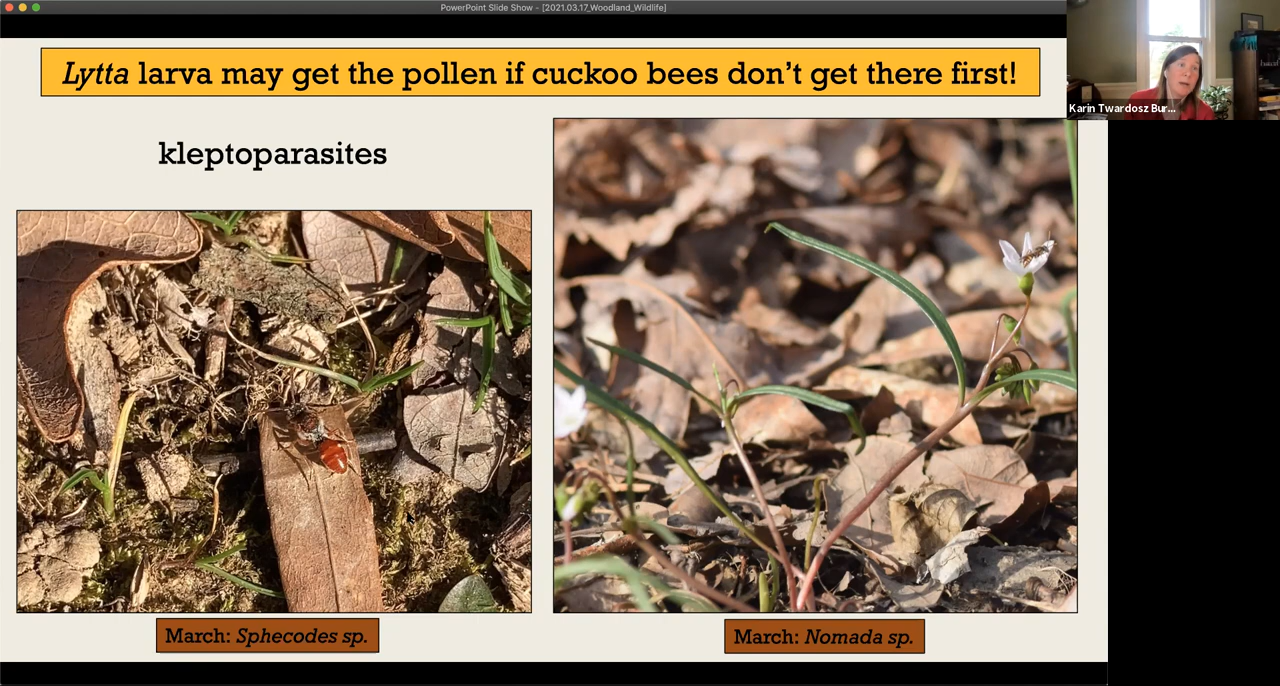 PowerPoint Slide Show - [2021.03.17_Woodland_Wildlife]
Lytta larva may get the pollen if cuckoo bees don't get there first!
Karin Twardosz Bur...
kleptoparasites
March: Sphecodes sp.
March: Nomada sp.